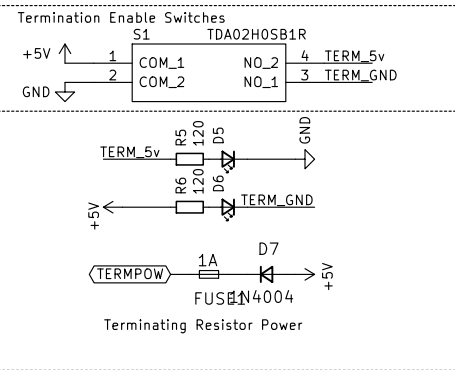 Termination Enable Switches
S1 TDA02H0SB1R
+5V 1 COM_1 NO_2 4 TERM_5v
GND 2 COM_2 NO_1 3 TERM_GND
TERM_5v R5 120 D5 GND
+5V R6 120 D6 TERM_GND
D7
TERMPOW 1A +5V
FUSE1 1N4004
Terminating Resistor Power